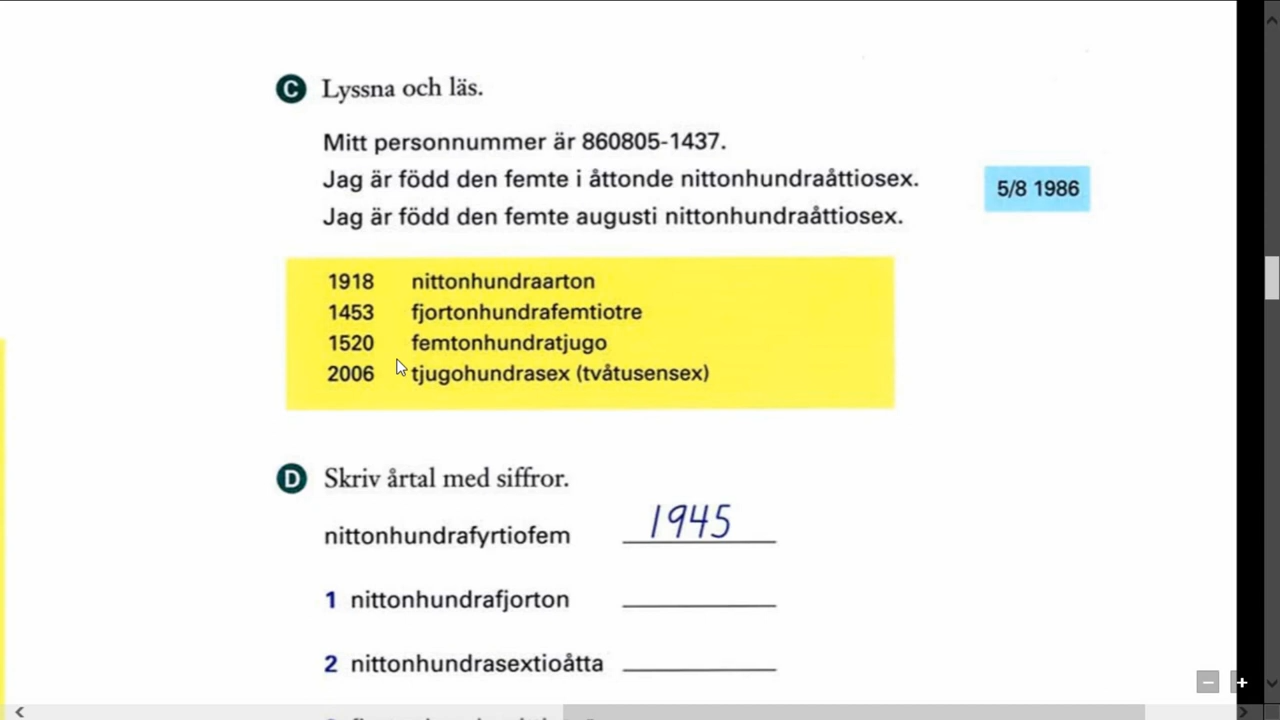 C Lyssna och läs.
Mitt personnummer är 860805-1437.
Jag är född den femte i åttonde nittonhundraåttiosex.
Jag är född den femte augusti nittonhundraåttiosex.
5/8 1986
1918 nittonhundraarton
1453 fjortonhundrafemtiotre
1520 femtonhundratjugo
2006 tjugohundrasex (tvåtusensex)
D Skriv årtal med siffror.
nittonhundrafyrtiofem 1945
1 nittonhundrafjorton
2 nittonhundrasextioåtta